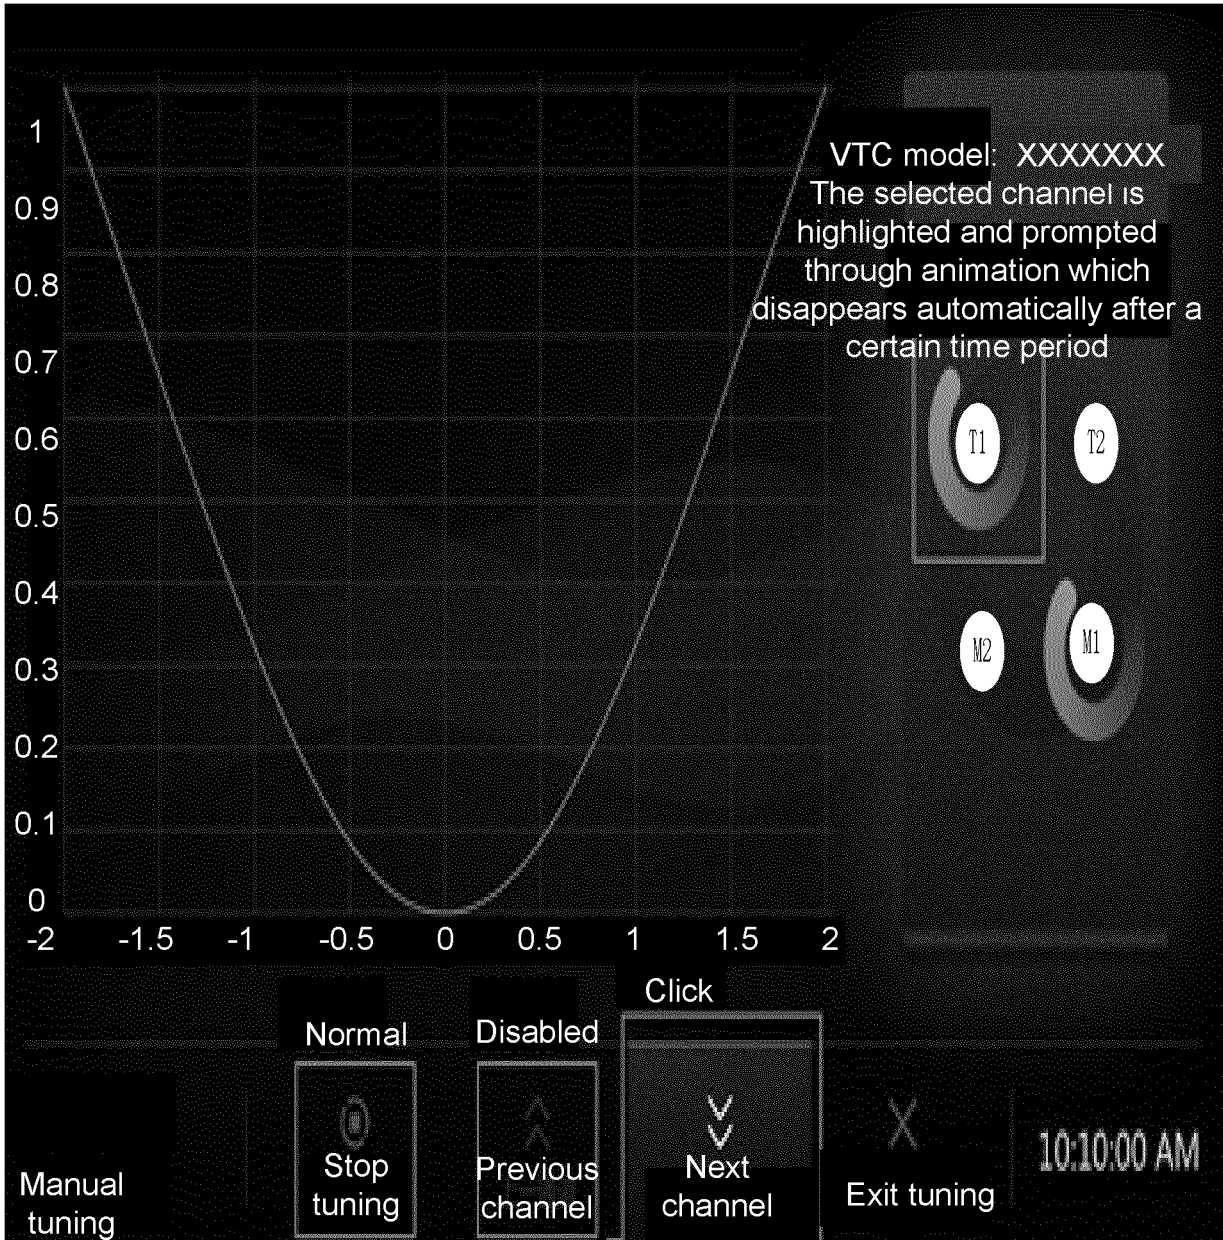 1
0.9
0.8
0.7
0.6
0.5
0.4
0.3
0.2
0.1
0
-2 -1.5 -1 -0.5 0 0.5 1 1.5 2
VTC model: XXXXXXX
The selected channel is
highlighted and prompted
through animation which
disappears automatically after a
certain time period
T1 T2
M2 M1
Click
Normal
Disabled
Manual
tuning
Stop
tuning
Previous
channel
Next
channel
Exit tuning
10:10:00 AM